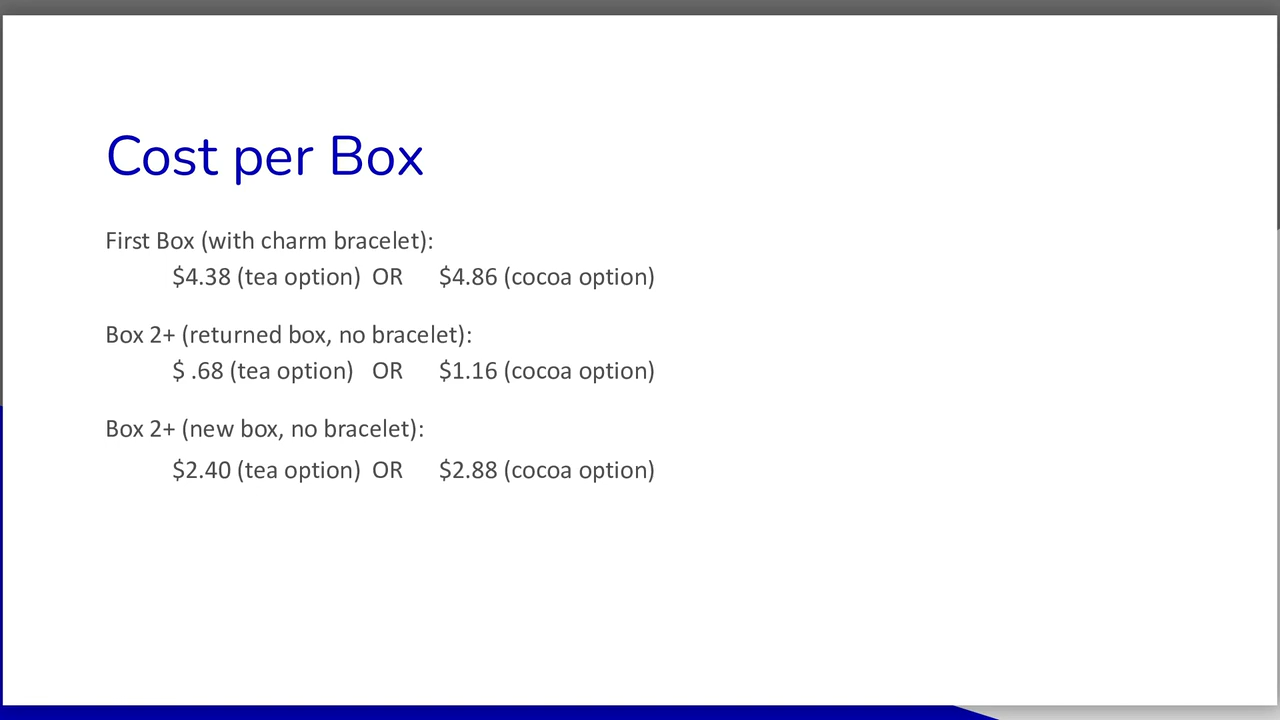 Cost per Box
First Box (with charm bracelet):
$4.38 (tea option) OR $4.86 (cocoa option)
Box 2+ (returned box, no bracelet):
$ .68 (tea option) OR $1.16 (cocoa option)
Box 2+ (new box, no bracelet):
$2.40 (tea option) OR $2.88 (cocoa option)